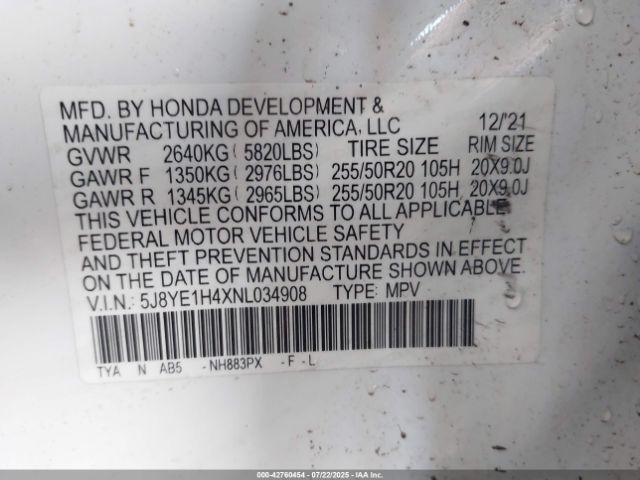 MFD. BY HONDA DEVELOPMENT &
MANUFACTURING OF AMERICA, LLC 12/'21
GVWR 2640KG ( 5820LBS) TIRE SIZE RIM SIZE
GAWR F 1350KG ( 2976LBS) 255/50R20 105H 20X9.0J
GAWR R 1345KG ( 2965LBS) 255/50R20 105H 20X9.0J
THIS VEHICLE CONFORMS TO ALL APPLICABLE
FEDERAL MOTOR VEHICLE SAFETY
AND THEFT PREVENTION STANDARDS IN EFFECT
ON THE DATE OF MANUFACTURE SHOWN ABOVE.
V.I.N.: 5J8YE1H4XNL034908 TYPE: MPV
TYA N AB5 -NH883PX -F -L
000-42760454 | 07/22/2025 | IAAI.COM